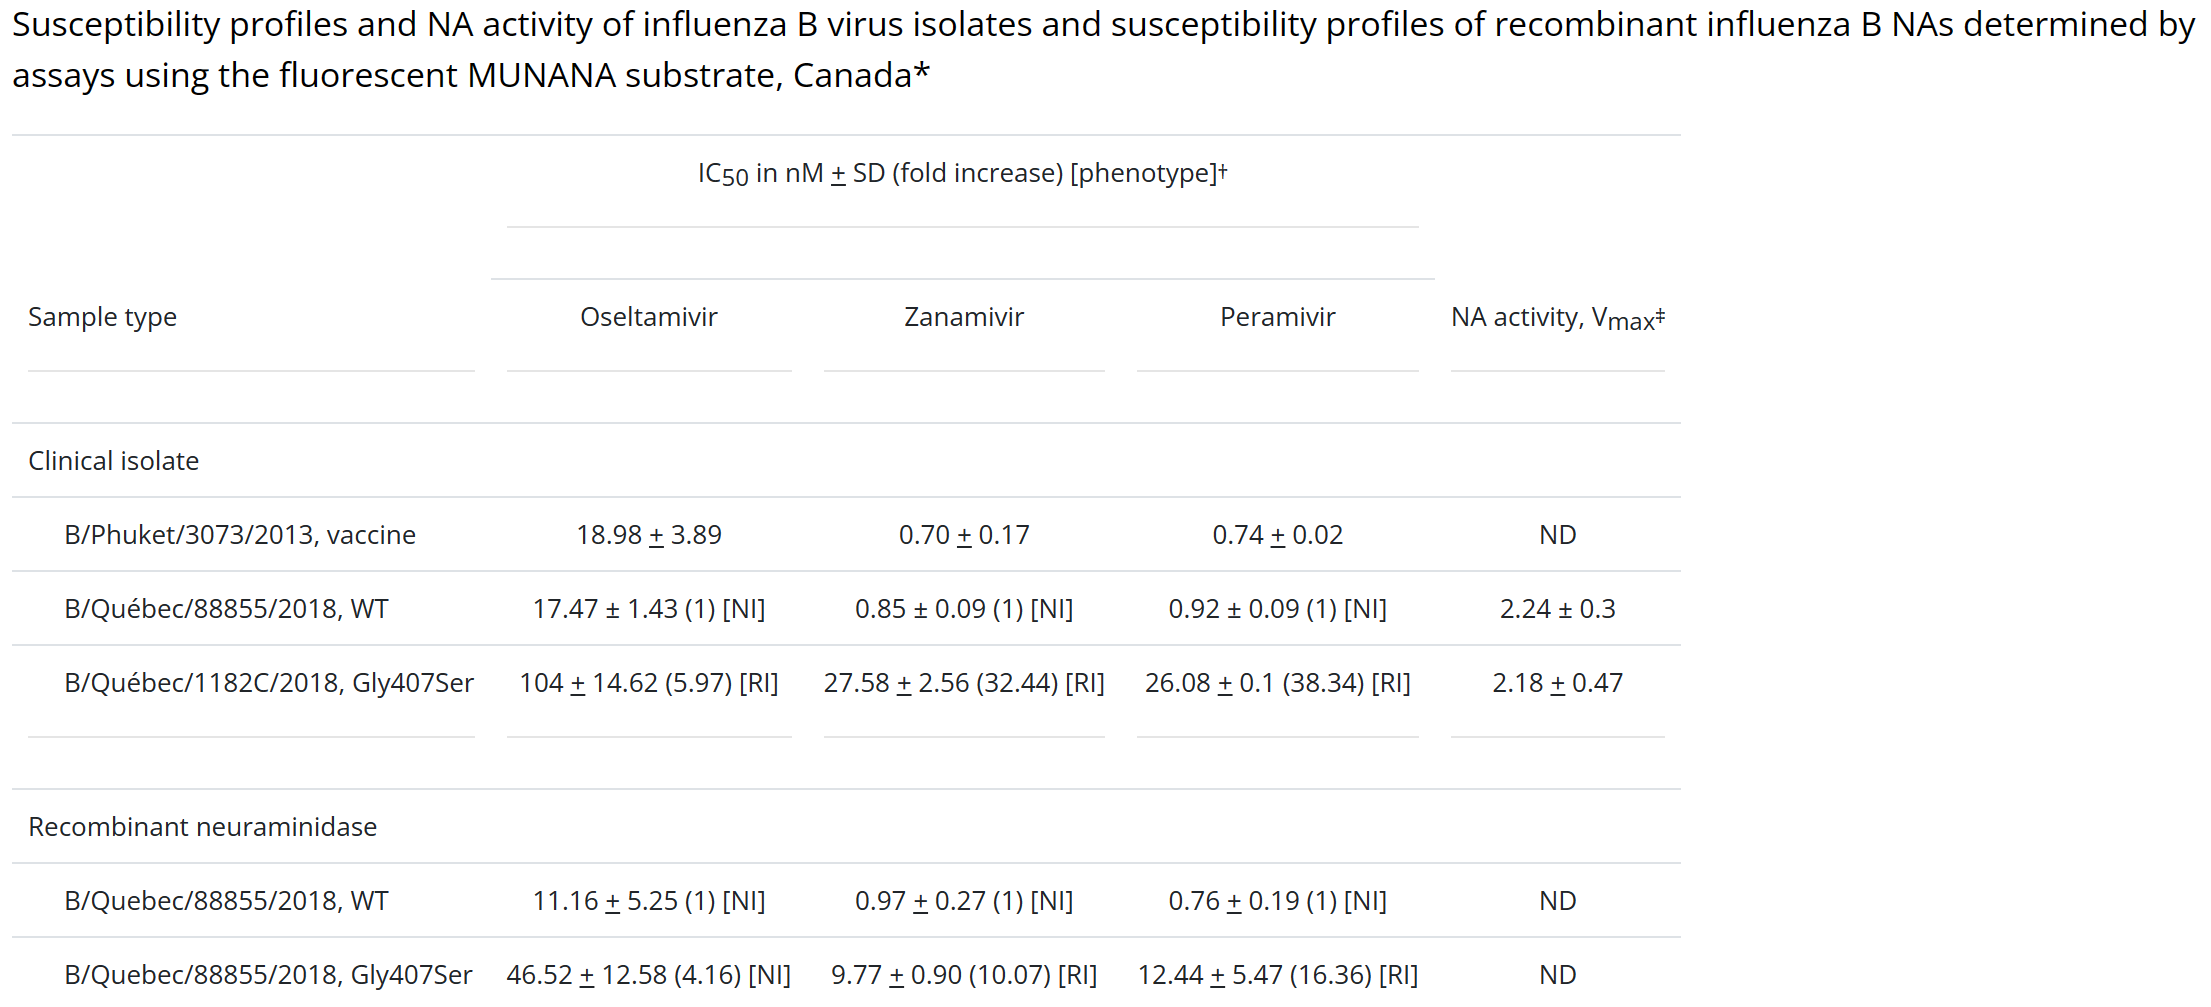 Susceptibility profiles and NA activity of influenza B virus isolates and susceptibility profiles of recombinant influenza B NAs determined by
assays using the fluorescent MUNANA substrate, Canada*
IC50 in nM ± SD (fold increase) [phenotype]†
Sample type Oseltamivir Zanamivir Peramivir NA activity, Vmax‡
Clinical isolate
B/Phuket/3073/2013, vaccine 18.98 ± 3.89 0.70 ± 0.17 0.74 ± 0.02 ND
B/Québec/88855/2018, WT 17.47 ± 1.43 (1) [NI] 0.85 ± 0.09 (1) [NI] 0.92 ± 0.09 (1) [NI] 2.24 ± 0.3
B/Québec/1182C/2018, Gly407Ser 104 ± 14.62 (5.97) [RI] 27.58 ± 2.56 (32.44) [RI] 26.08 ± 0.1 (38.34) [RI] 2.18 ± 0.47
Recombinant neuraminidase
B/Quebec/88855/2018, WT 11.16 ± 5.25 (1) [NI] 0.97 ± 0.27 (1) [NI] 0.76 ± 0.19 (1) [NI] ND
B/Quebec/88855/2018, Gly407Ser 46.52 ± 12.58 (4.16) [NI] 9.77 ± 0.90 (10.07) [RI] 12.44 ± 5.47 (16.36) [RI] ND